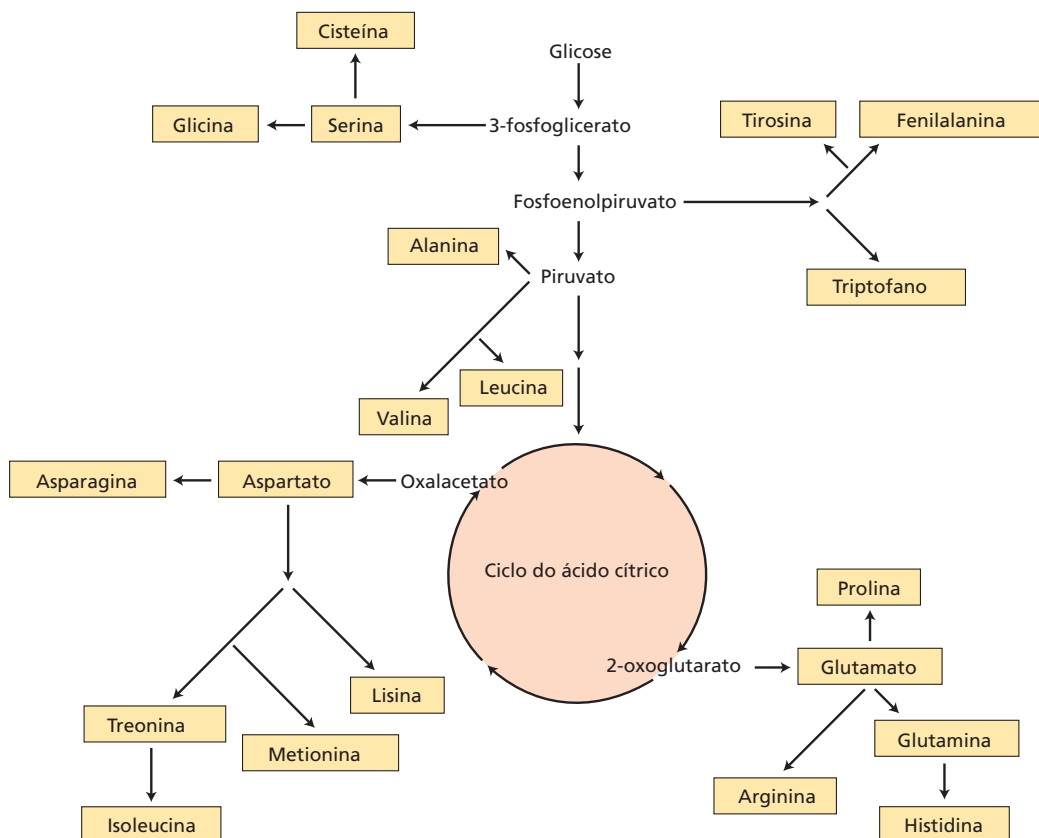 Cisteína
Glicose
Glicina
Serina
3-fosfoglicerato
Tirosina
Fenilalanina
Fosfoenolpiruvato
Alanina
Piruvato
Triptofano
Leucina
Valina
Asparagina
Aspartato
Oxalacetato
Ciclo do ácido cítrico
Prolina
2-oxoglutarato
Glutamato
Lisina
Treonina
Metionina
Glutamina
Arginina
Isoleucina
Histidina